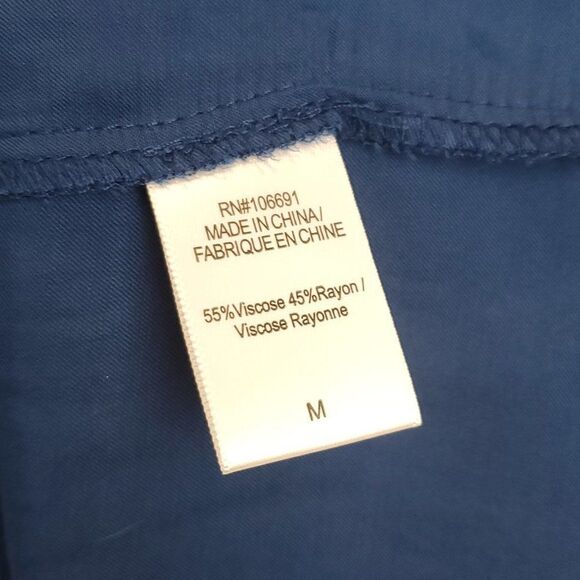 RN#106691
MADE IN CHINA/
FABRIQUE EN CHINE
55%Viscose 45%Rayon /
Viscose Rayonne
M